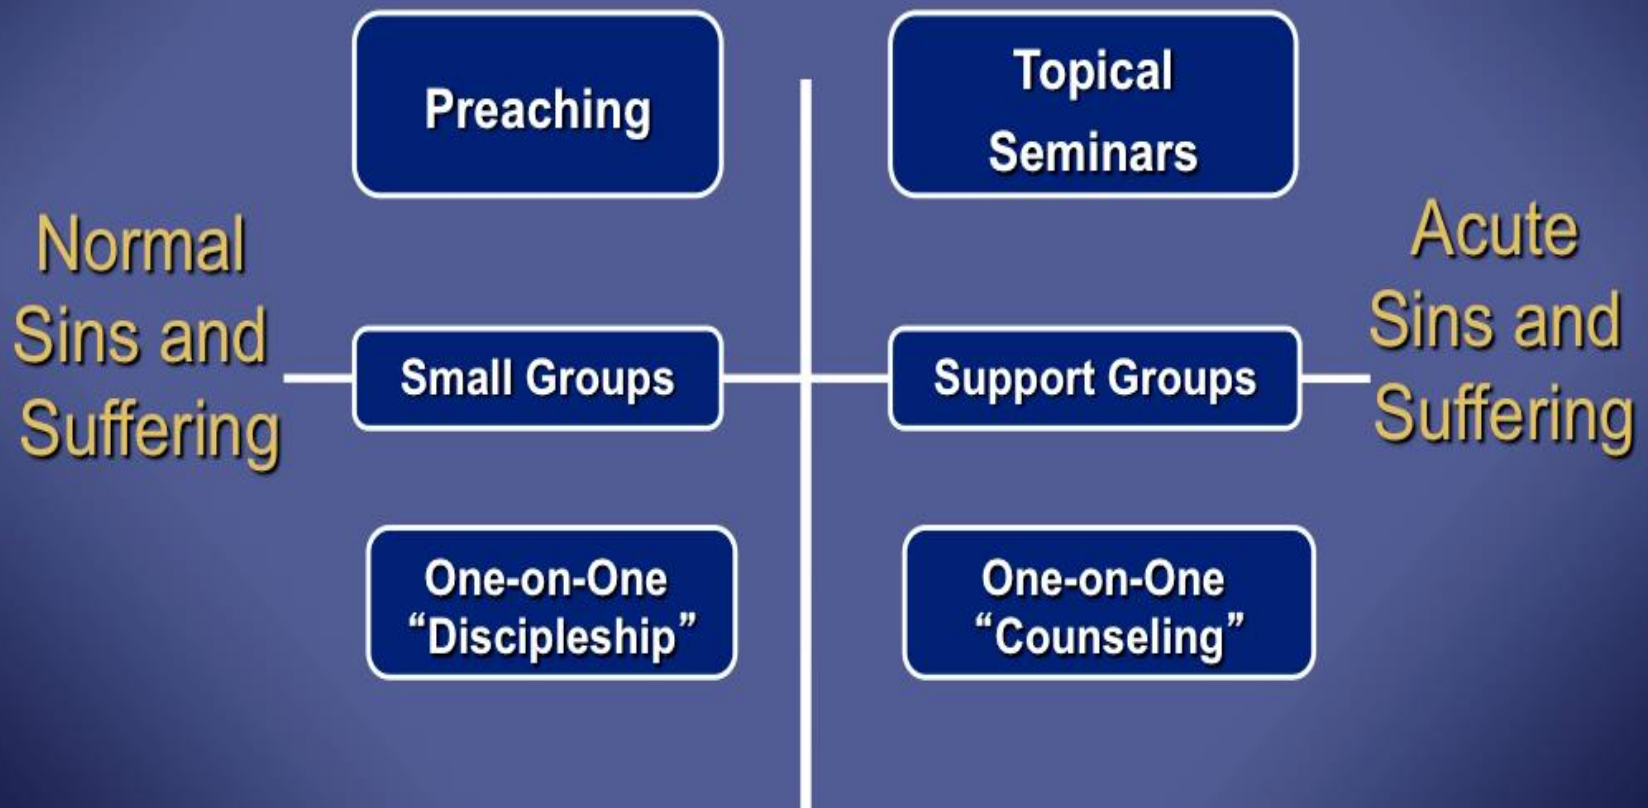 Preaching
Topical
Seminars
Normal
Sins and
Suffering
Small Groups
Support Groups
Acute
Sins and
Suffering
One-on-One
“Discipleship”
One-on-One
“Counseling”